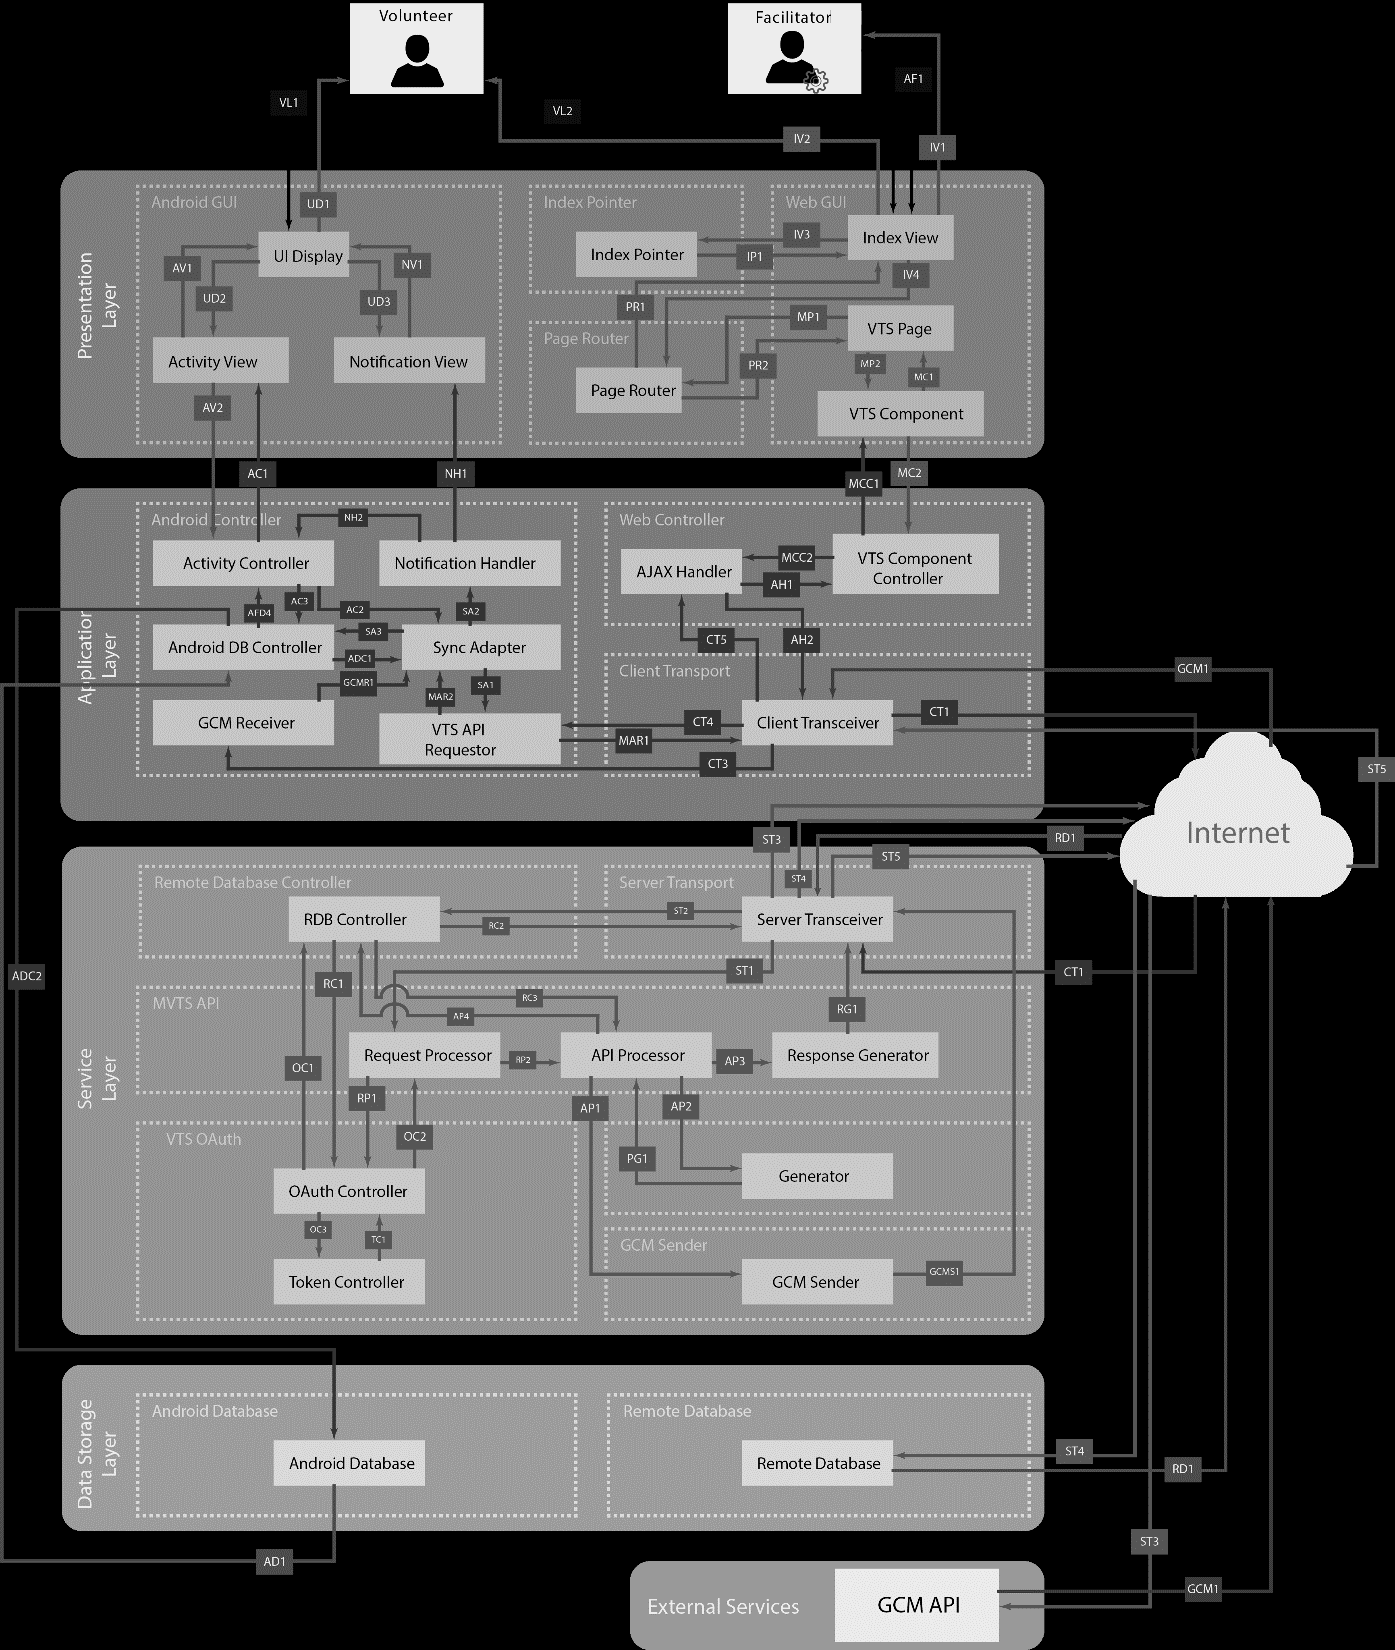 Volunteer
Facilitator
AF1
VL1
VL2
IV2
IV1
Presentation
Layer
Android GUI
UD1
Index Pointer
Web GUI
UI Display
Index Pointer
IV3
Index View
AV1
NV1
IP1
IV4
UD2
UD3
PR1
MP1
VTS Page
Page Router
Activity View
Notification View
PR2
MP2
MC1
Page Router
AV2
VTS Component
AC1
NH1
MCC1
MC2
Application
Layer
Android Controller
NH2
Web Controller
Activity Controller
Notification Handler
AJAX Handler
MCC2
VTS Component
Controller
AH1
AFD4
AC3
AC2
SA2
Android DB Controller
SA3
Sync Adapter
CT5
AH2
ADC1
Client Transport
GCM1
GCMR1
MAR2
SA1
GCM Receiver
VTS API
Requestor
CT4
Client Transceiver
CT1
MAR1
CT3
ST5
Internet
ST3
RD1
ST5
ST4
Service
Layer
Remote Database Controller
Server Transport
RDB Controller
ST2
Server Transceiver
RC2
ADC2
RC1
ST1
CT1
MVTS API
RC3
AP4
RG1
Request Processor
RP2
API Processor
AP3
Response Generator
OC1
RP1
AP1
AP2
VTS OAuth
OC2
PG1
Generator
OAuth Controller
OC3
TC1
GCM Sender
Token Controller
GCM Sender
GCMS1
Data Storage
Layer
Android Database
Remote Database
Android Database
Remote Database
ST4
RD1
AD1
ST3
GCM1
External Services
GCM API